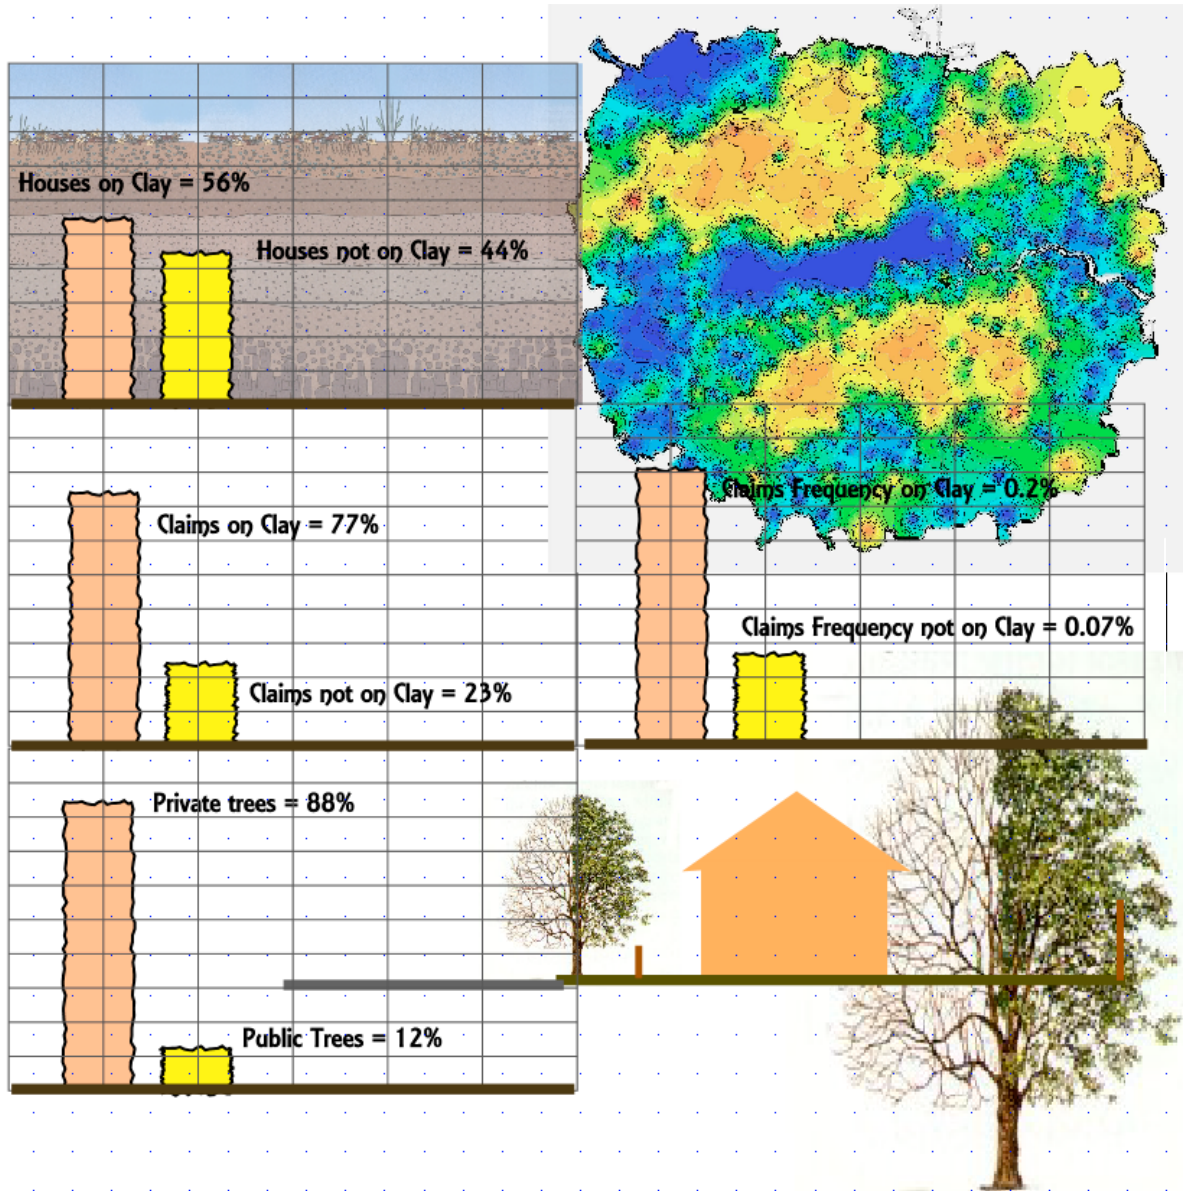 Houses on Clay = 56%
Houses not on Clay = 44%
Claims on Clay = 77%
Claims not on Clay = 23%
Claims Frequency on Clay = 0.2%
Claims Frequency not on Clay = 0.07%
Private trees = 88%
Public Trees = 12%